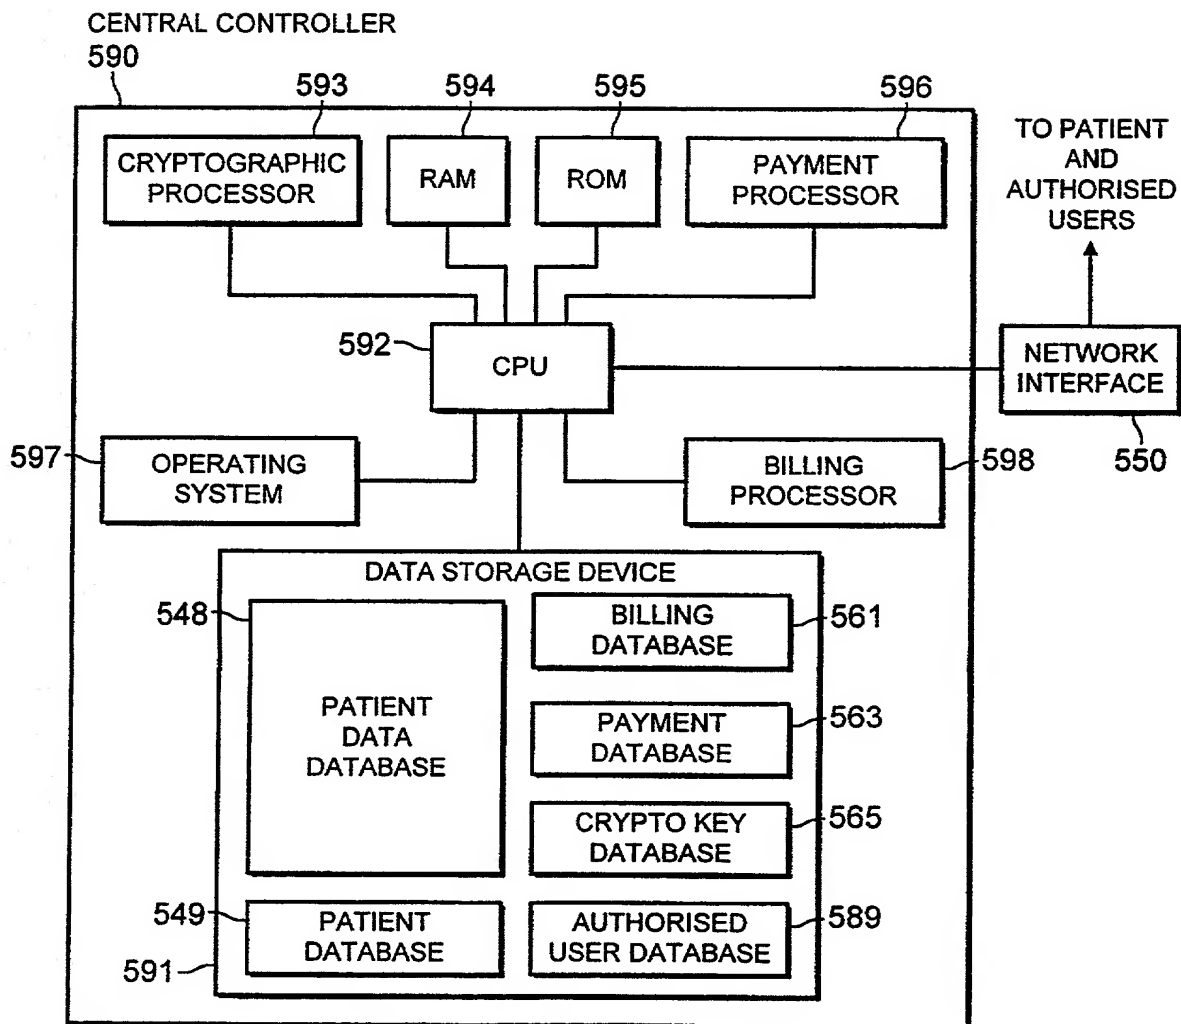 CENTRAL CONTROLLER
590
593
594
595
596
CRYPTOGRAPHIC
PROCESSOR
RAM
ROM
PAYMENT
PROCESSOR
TO PATIENT
AND
AUTHORISED
USERS
592
CPU
NETWORK
INTERFACE
550
597
OPERATING
SYSTEM
BILLING
PROCESSOR
598
DATA STORAGE DEVICE
548
PATIENT
DATA
DATABASE
BILLING
DATABASE
561
PAYMENT
DATABASE
563
CRYPTO KEY
DATABASE
565
549
PATIENT
DATABASE
AUTHORISED
USER DATABASE
589
591